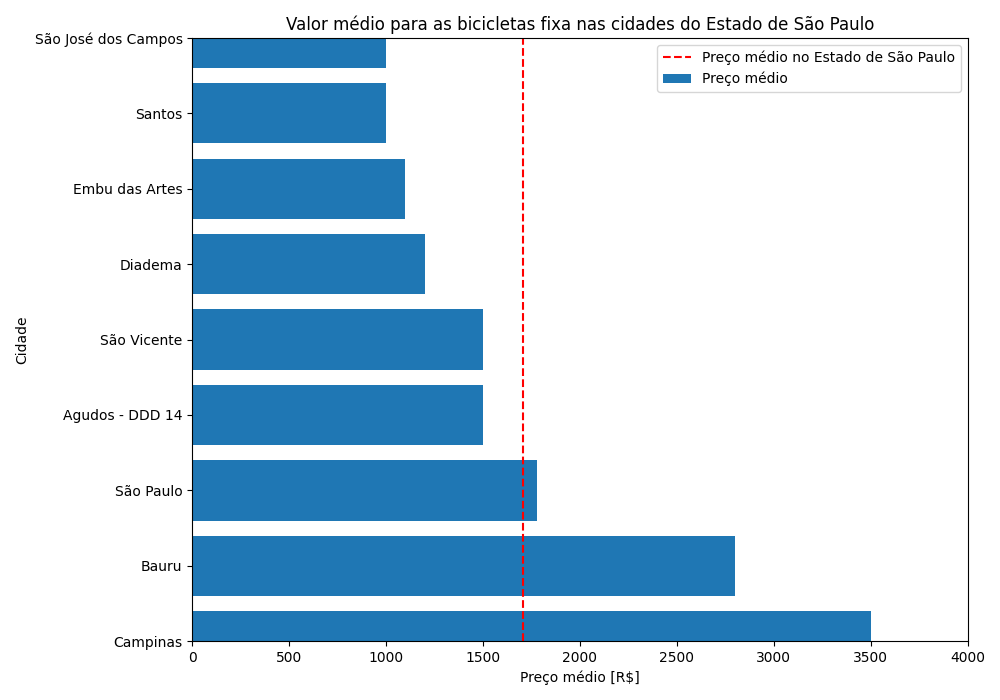 Valor médio para as bicicletas fixa nas cidades do Estado de São Paulo
Preço médio no Estado de São Paulo
Preço médio
Cidade
São José dos Campos
Santos
Embu das Artes
Diadema
São Vicente
Agudos - DDD 14
São Paulo
Bauru
Campinas
0 500 1000 1500 2000 2500 3000 3500 4000
Preço médio [R$]